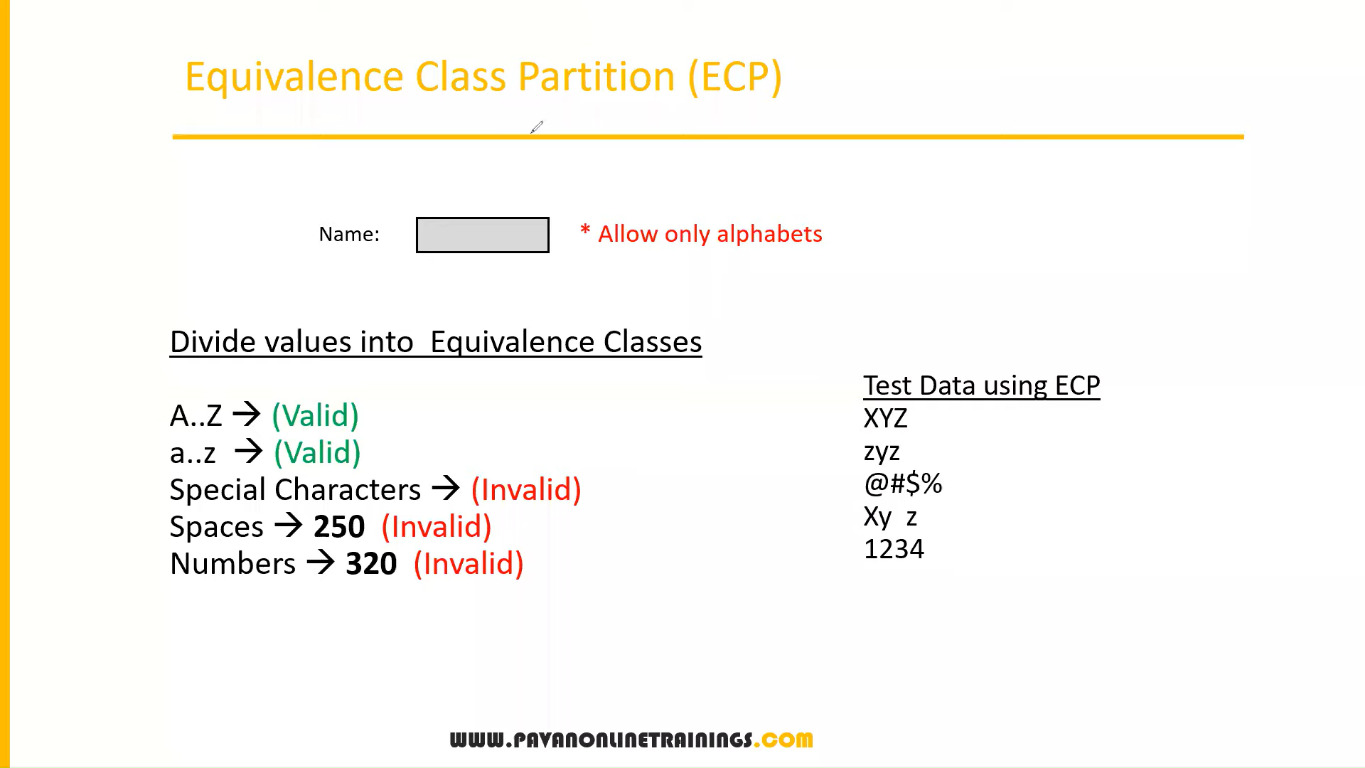 Equivalence Class Partition (ECP)
Name:
* Allow only alphabets
Divide values into  Equivalence Classes
A..Z → (Valid)
a..z → (Valid)
Special Characters → (Invalid)
Spaces → 250 (Invalid)
Numbers → 320 (Invalid)
Test Data using ECP
XYZ
zyz
@#$%
Xy  z
1234
WWW.PAVANONLINETRAININGS.COM